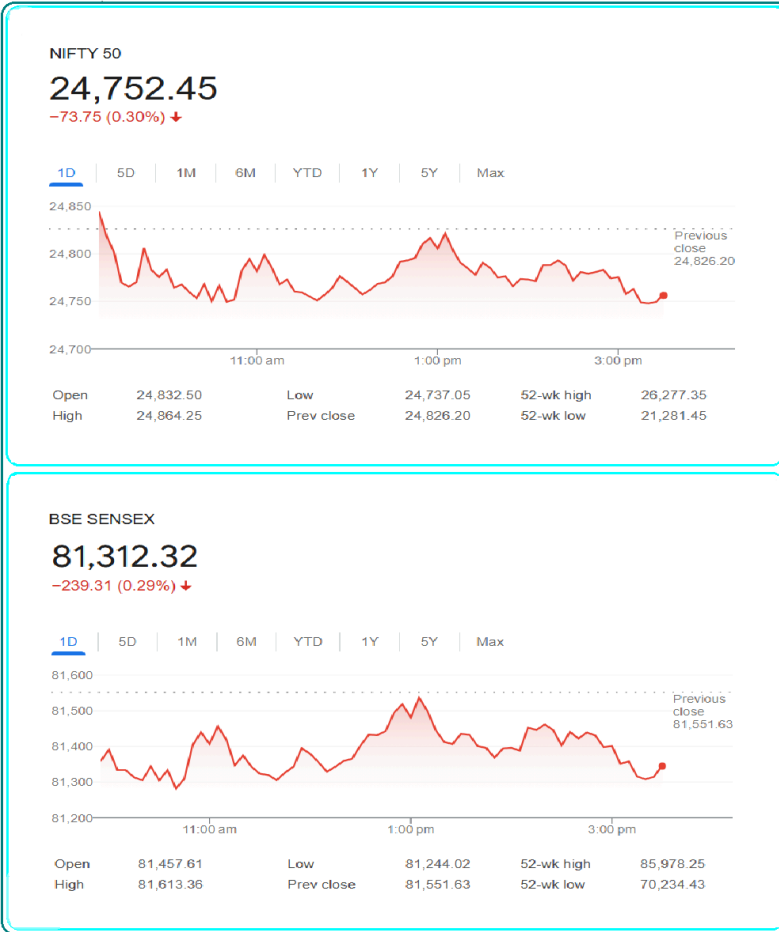 NIFTY 50
24,752.45
−73.75 (0.30%) ↓
1D 5D 1M 6M YTD 1Y 5Y Max
24,850
Previous
close
24,826.20
24,800
24,750
24,700
11:00 am 1:00 pm 3:00 pm
Open 24,832.50 Low 24,737.05 52-wk high 26,277.35
High 24,864.25 Prev close 24,826.20 52-wk low 21,281.45
BSE SENSEX
81,312.32
−239.31 (0.29%) ↓
1D 5D 1M 6M YTD 1Y 5Y Max
81,600
Previous
close
81,551.63
81,500
81,400
81,300
81,200
11:00 am 1:00 pm 3:00 pm
Open 81,457.61 Low 81,244.02 52-wk high 85,978.25
High 81,613.36 Prev close 81,551.63 52-wk low 70,234.43